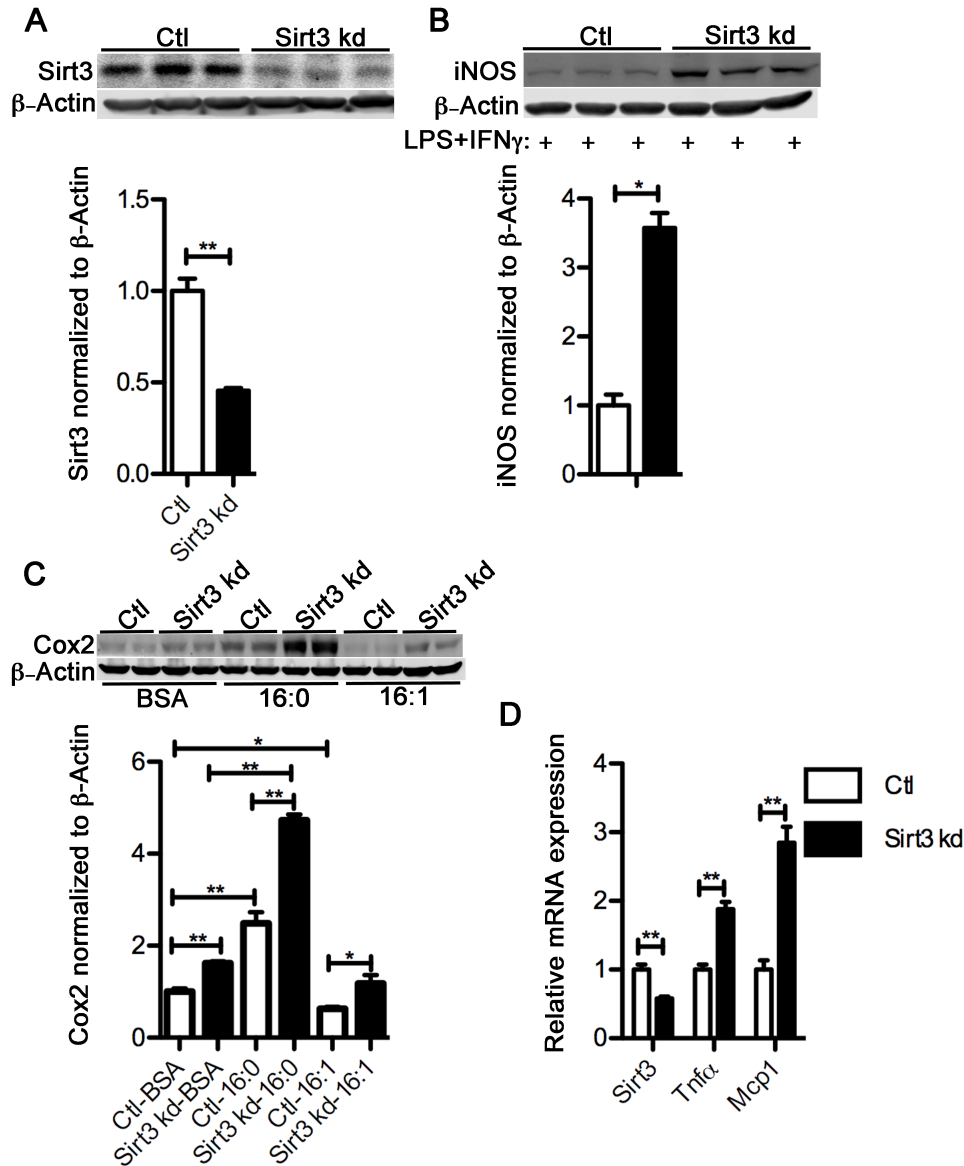 A
Ctl Sirt3 kd
Sirt3
β-Actin
Sirt3 normalized to β-Actin
1.5
1.0
0.5
0.0
**
Ctl
Sirt3 kd
B
Ctl Sirt3 kd
iNOS
β-Actin
LPS+IFNγ: + + + + + +
iNOS normalized to β-Actin
4
3
2
1
0
*
C
Ctl Sirt3 kd Ctl Sirt3 kd Ctl Sirt3 kd
Cox2
β-Actin
BSA 16:0 16:1
Cox2 normalized to β-Actin
6
4
2
0
*
**
**
**
**
*
Ctl-BSA
Sirt3 kd-BSA
Ctl-16:0
Sirt3 kd-16:0
Ctl-16:1
Sirt3 kd-16:1
D
Relative mRNA expression
4
3
2
1
0
**
**
**
Sirt3
Tnfα
Mcp1
Ctl
Sirt3 kd